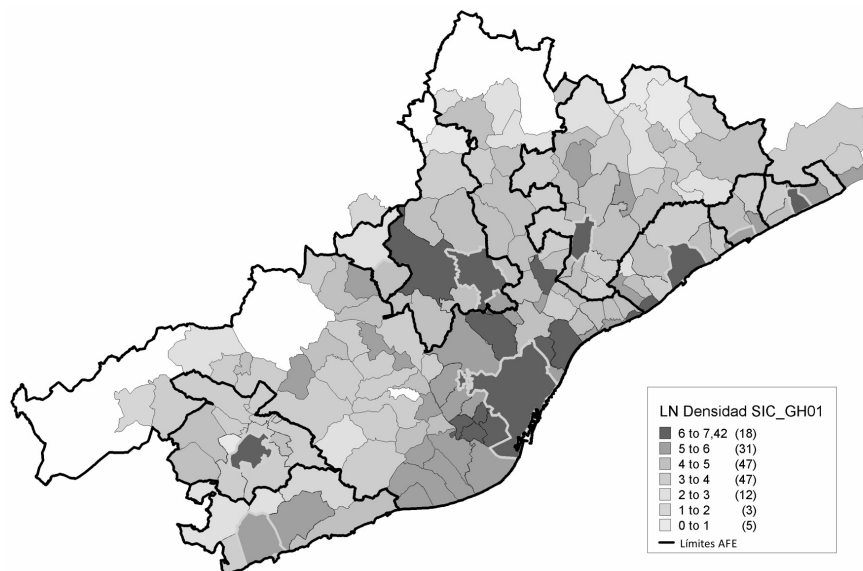 LN Densidad SIC_GH01
6 to 7,42 (18)
5 to 6 (31)
4 to 5 (47)
3 to 4 (47)
2 to 3 (12)
1 to 2 (3)
0 to 1 (5)
Límites AFE